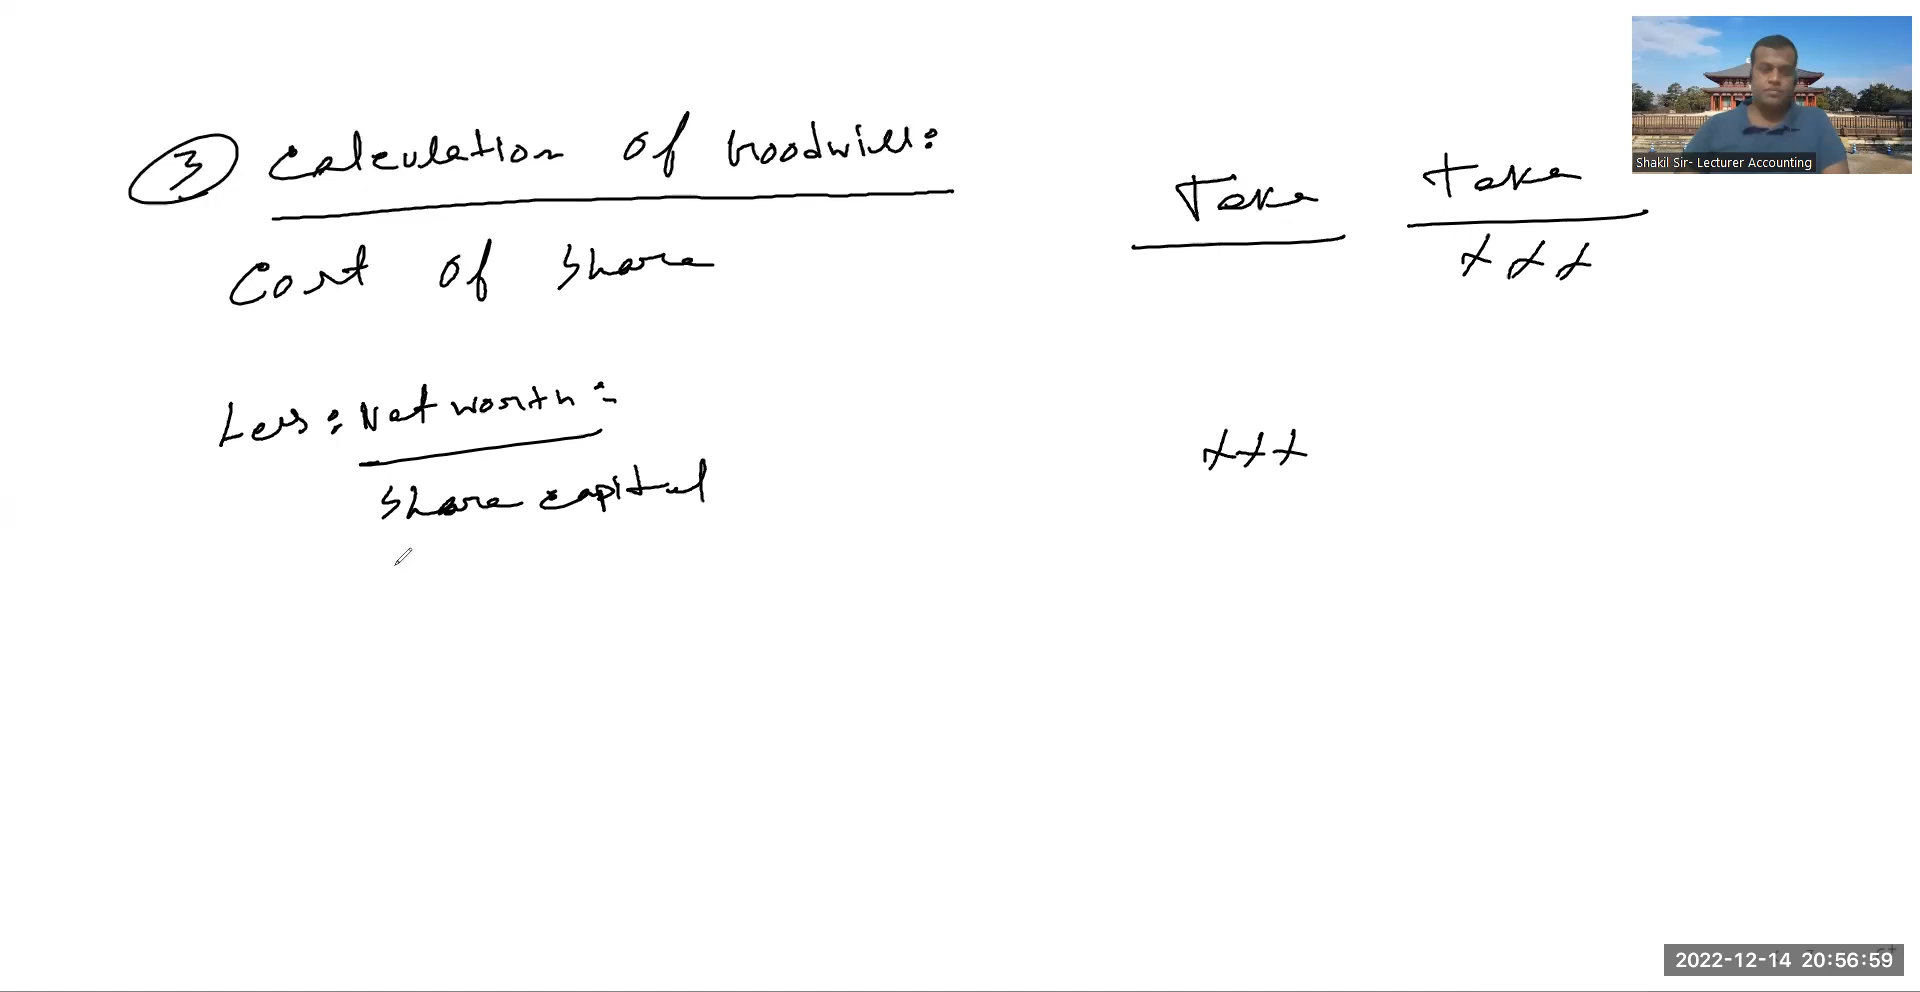 ③ Calculation of Goodwill:
Taka Taka
Cost of Share xxx
Less: Net worth:
xxx
Share capital
Shakil Sir- Lecturer Accounting
2022-12-14 20:56:59